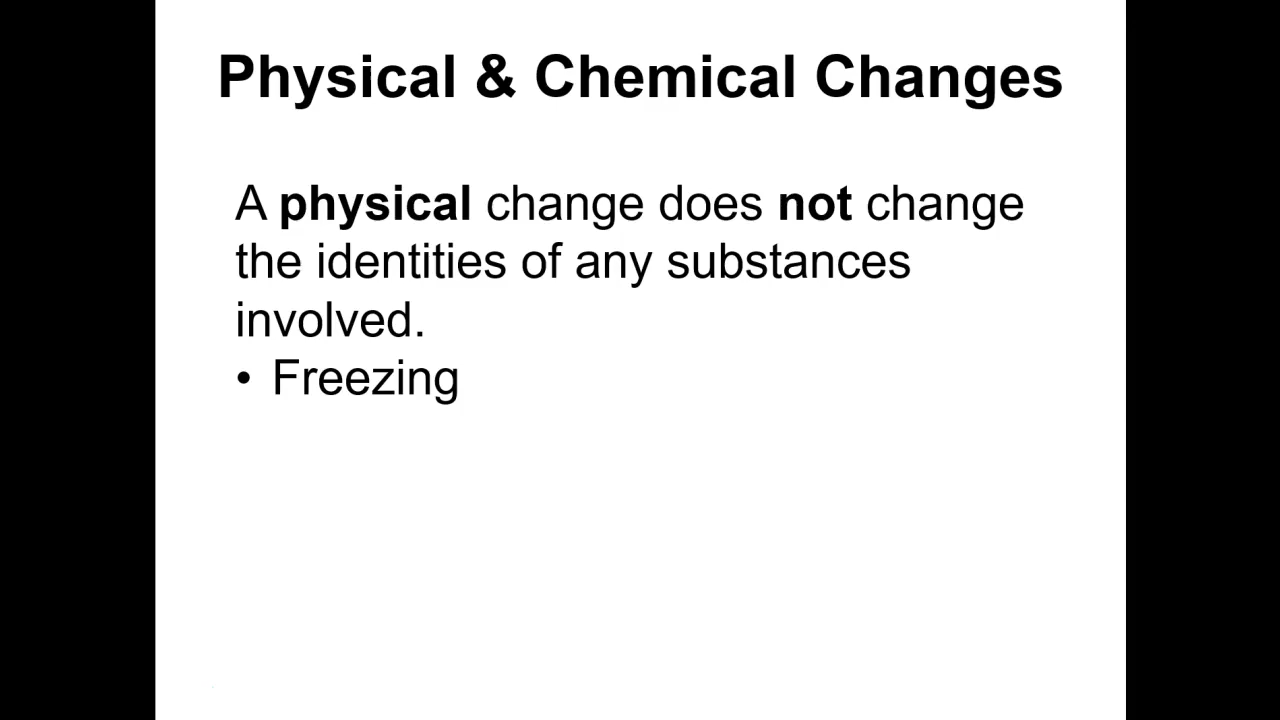 Physical & Chemical Changes
A physical change does not change
the identities of any substances
involved.
• Freezing